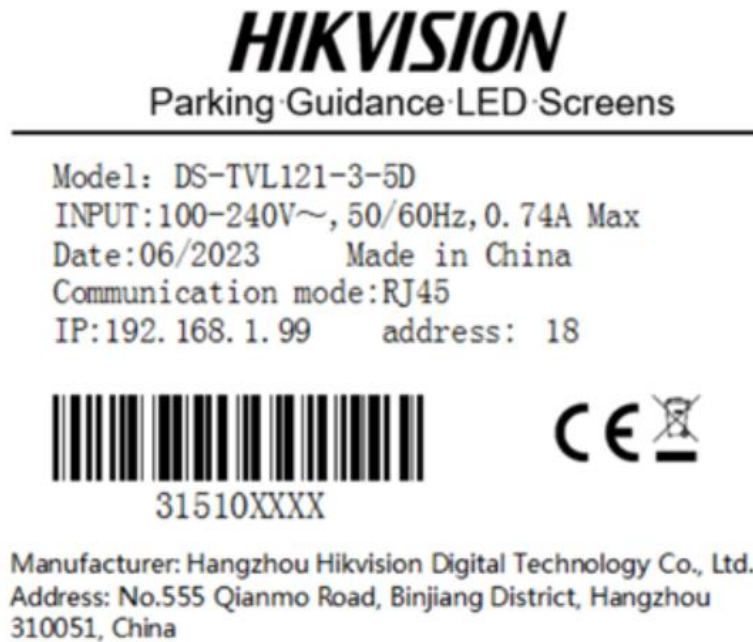 HIKVISION
Parking·Guidance·LED·Screens
Model: DS-TVL121-3-5D
INPUT:100-240V～,50/60Hz,0.74A Max
Date:06/2023 Made in China
Communication mode:RJ45
IP:192.168.1.99 address: 18
31510XXXX
CE
Manufacturer: Hangzhou Hikvision Digital Technology Co., Ltd.
Address: No.555 Qianmo Road, Binjiang District, Hangzhou
310051, China